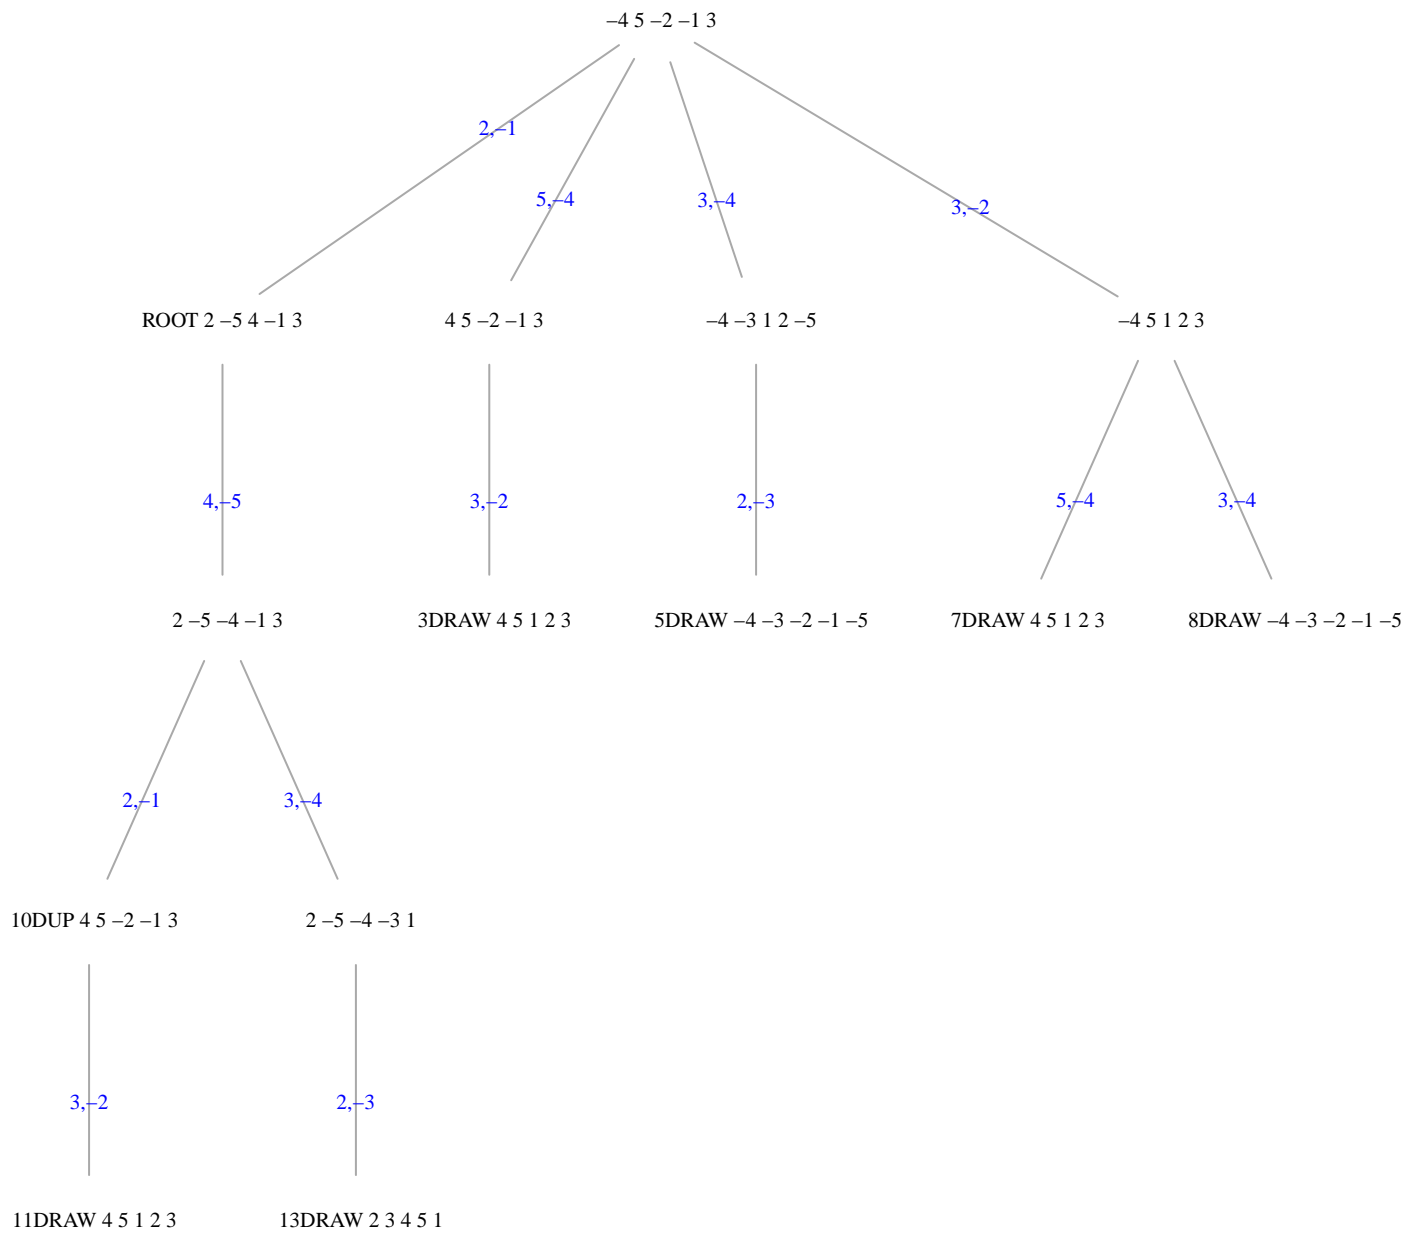 –4 5 –2 –1 3
2,–1
5,–4
3,–4
3,–2
ROOT 2 –5 4 –1 3
4 5 –2 –1 3
–4 –3 1 2 –5
–4 5 1 2 3
4,–5
3,–2
2,–3
5,–4
3,–4
2 –5 –4 –1 3
3DRAW 4 5 1 2 3
5DRAW –4 –3 –2 –1 –5
7DRAW 4 5 1 2 3
8DRAW –4 –3 –2 –1 –5
2,–1
3,–4
10DUP 4 5 –2 –1 3
2 –5 –4 –3 1
3,–2
2,–3
11DRAW 4 5 1 2 3
13DRAW 2 3 4 5 1